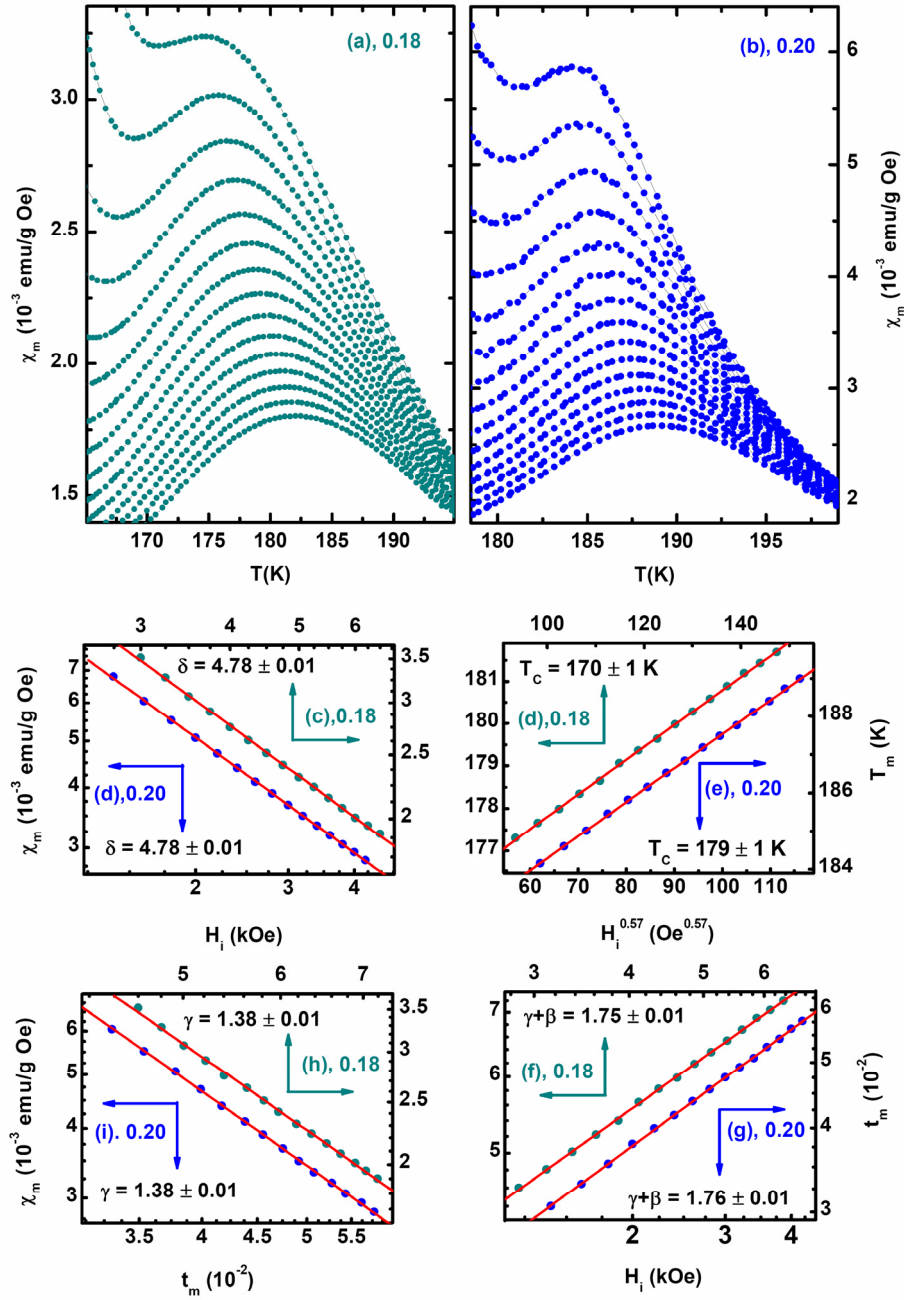 (a), 0.18
(b), 0.20
3.0
2.5
2.0
1.5
χm (10-3 emu/g Oe)
6
5
4
3
2
χm (10-3 emu/g Oe)
170 175 180 185 190
T(K)
180 185 190 195
T(K)
3 4 5 6
7
6
5
4
3
χm (10-3 emu/g Oe)
3.5
3
2.5
2
δ = 4.78 ± 0.01
(c),0.18
(d),0.20
δ = 4.78 ± 0.01
2 3 4
Hi (kOe)
100 120 140
181
180
179
178
177
188
186
184
Tm (K)
TC = 170 ± 1 K
(d),0.18
(e), 0.20
TC = 179 ± 1 K
60 70 80 90 100 110
Hi0.57 (Oe0.57)
5 6 7
6
5
4
3
χm (10-3 emu/g Oe)
3.5
3
2.5
2
γ = 1.38 ± 0.01
(h), 0.18
(i). 0.20
γ = 1.38 ± 0.01
3.5 4 4.5 5 5.5
tm (10-2)
3 4 5 6
7
6
5
6
5
4
3
tm (10-2)
γ+β = 1.75 ± 0.01
(f), 0.18
(g), 0.20
γ+β = 1.76 ± 0.01
2 3 4
Hi (kOe)